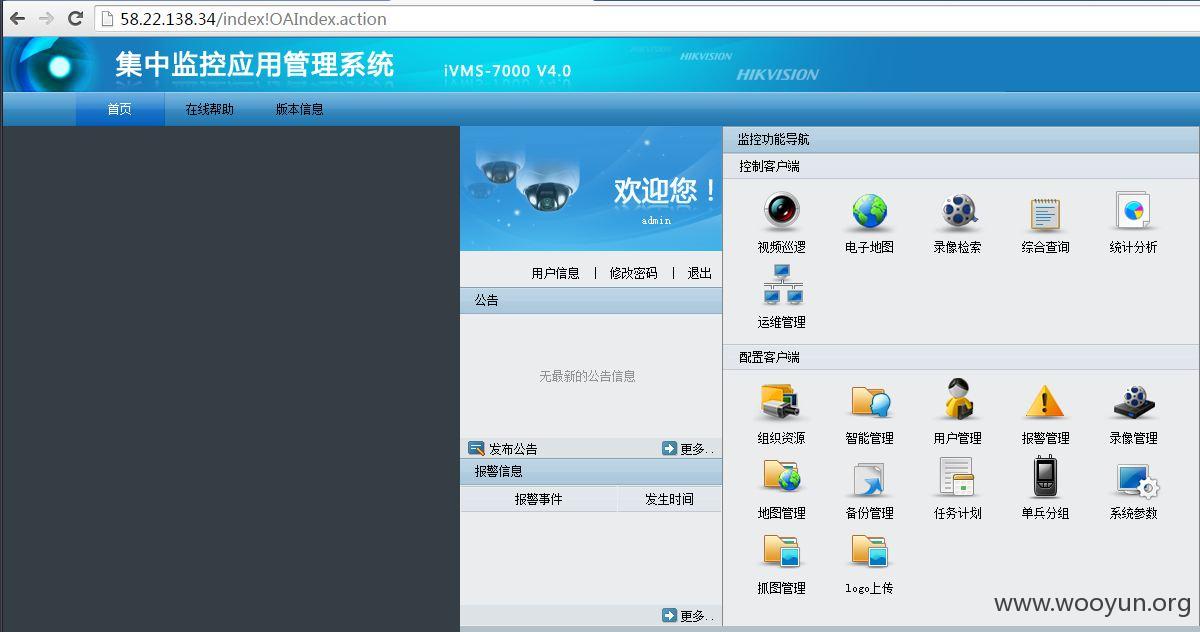 58.22.138.34/index!OAIndex.action
集中监控应用管理系统 iVMS-7000 V4.0
HIKVISION
HIKVISION
首页 在线帮助 版本信息
欢迎您！
admin
用户信息 | 修改密码 | 退出
公告
无最新的公告信息
发布公告 更多..
报警信息
报警事件 发生时间
更多..
监控功能导航
控制客户端
视频巡逻 电子地图 录像检索 综合查询 统计分析
运维管理
配置客户端
组织资源 智能管理 用户管理 报警管理 录像管理
地图管理 备份管理 任务计划 单兵分组 系统参数
抓图管理 logo上传
www.wooyun.org